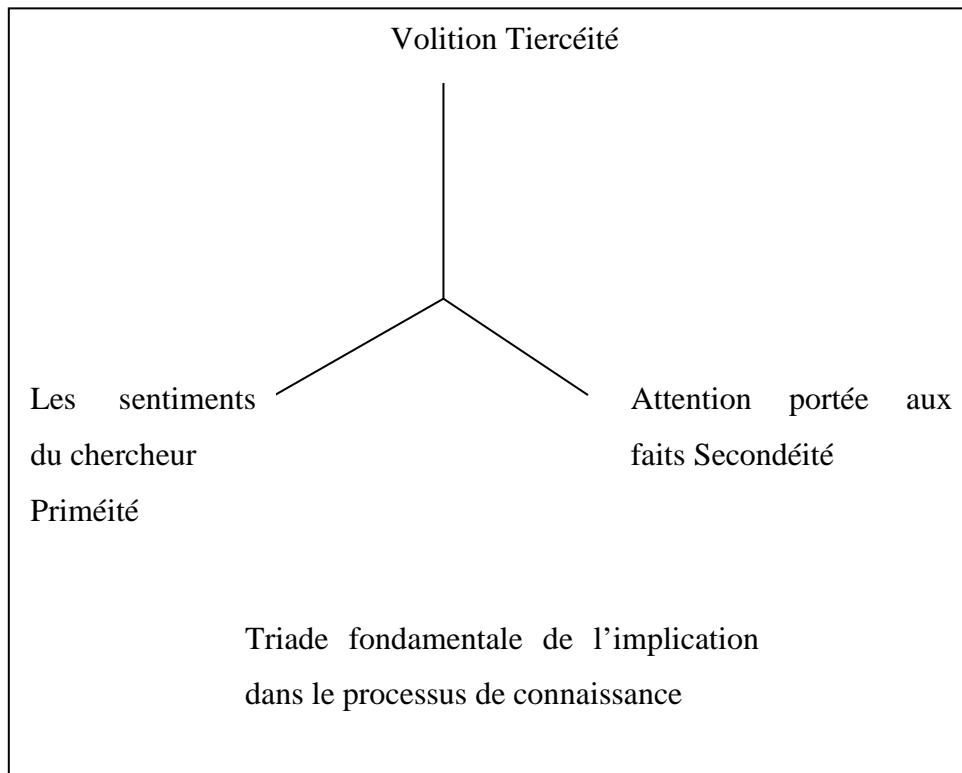 Volition Tiercéité
Les sentiments
du chercheur
Priméité
Attention portée aux
faits Secondéité
Triade fondamentale de l’implication
dans le processus de connaissance